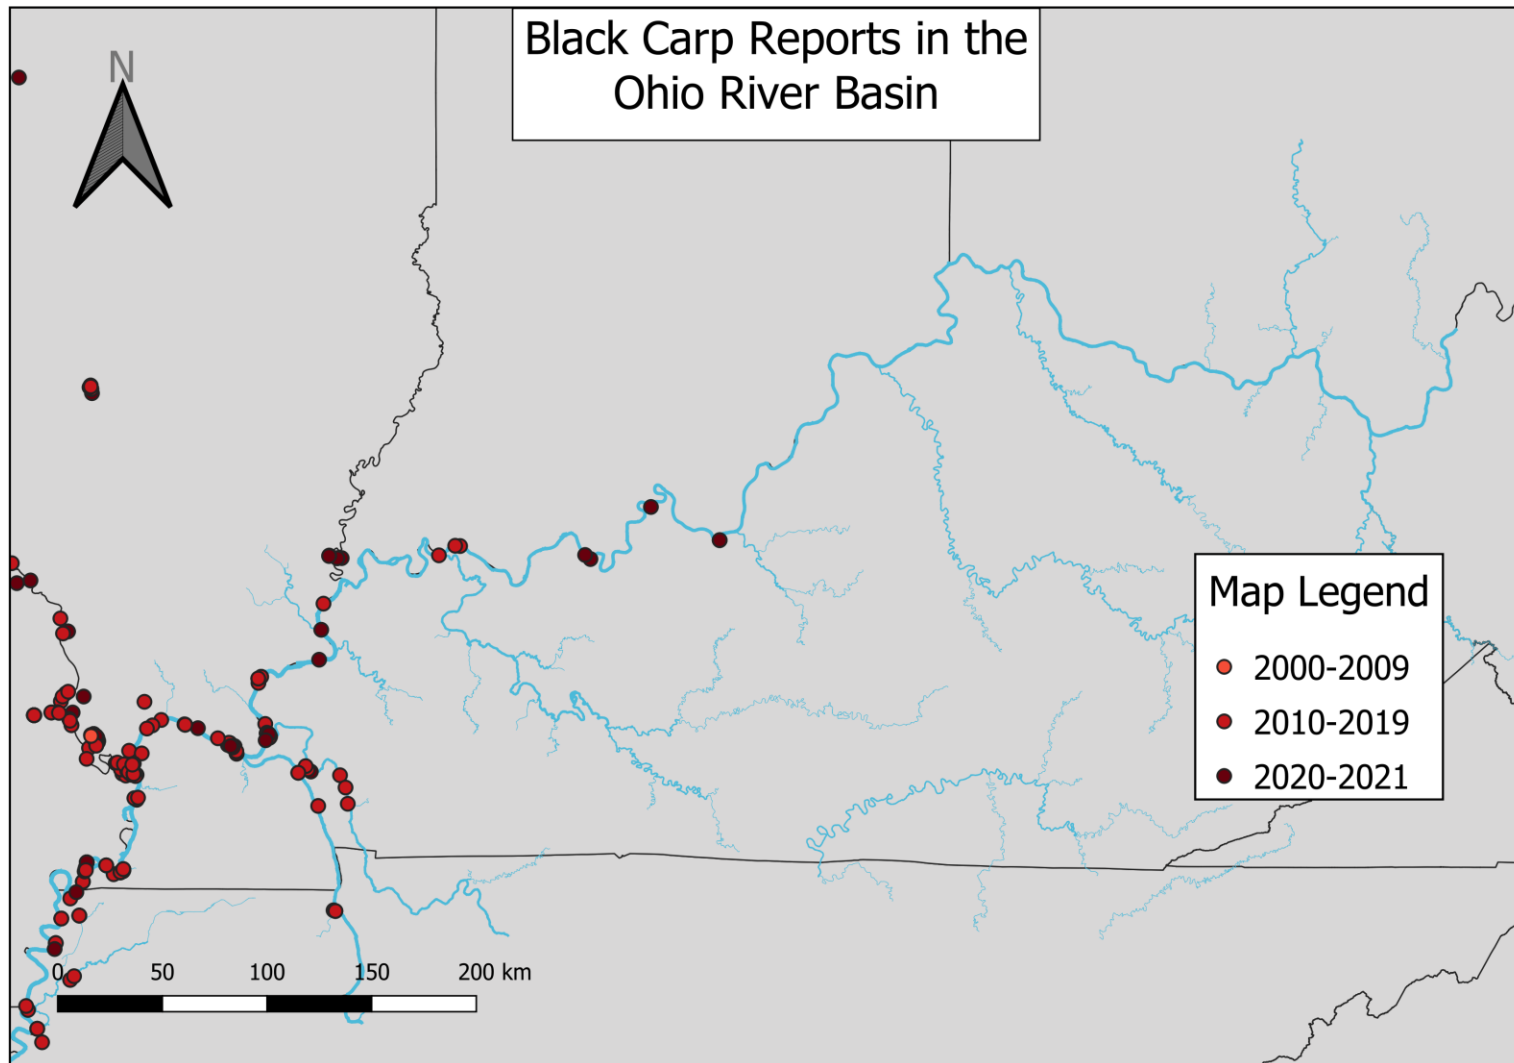 Black Carp Reports in the
Ohio River Basin
N
Map Legend
2000-2009
2010-2019
2020-2021
0 50 100 150 200 km